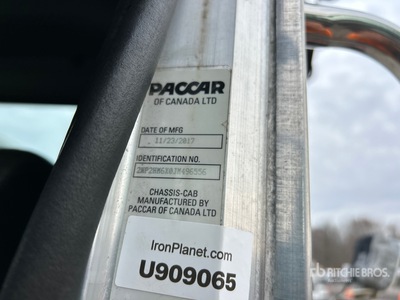 PACCAR
OF CANADA LTD
DATE OF MFG
11/23/2017
IDENTIFICATION NO.
CHASSIS-CAB
MANUFACTURED BY
PACCAR OF CANADA LTD
IronPlanet.com
U909065
RITCHIE BROS.